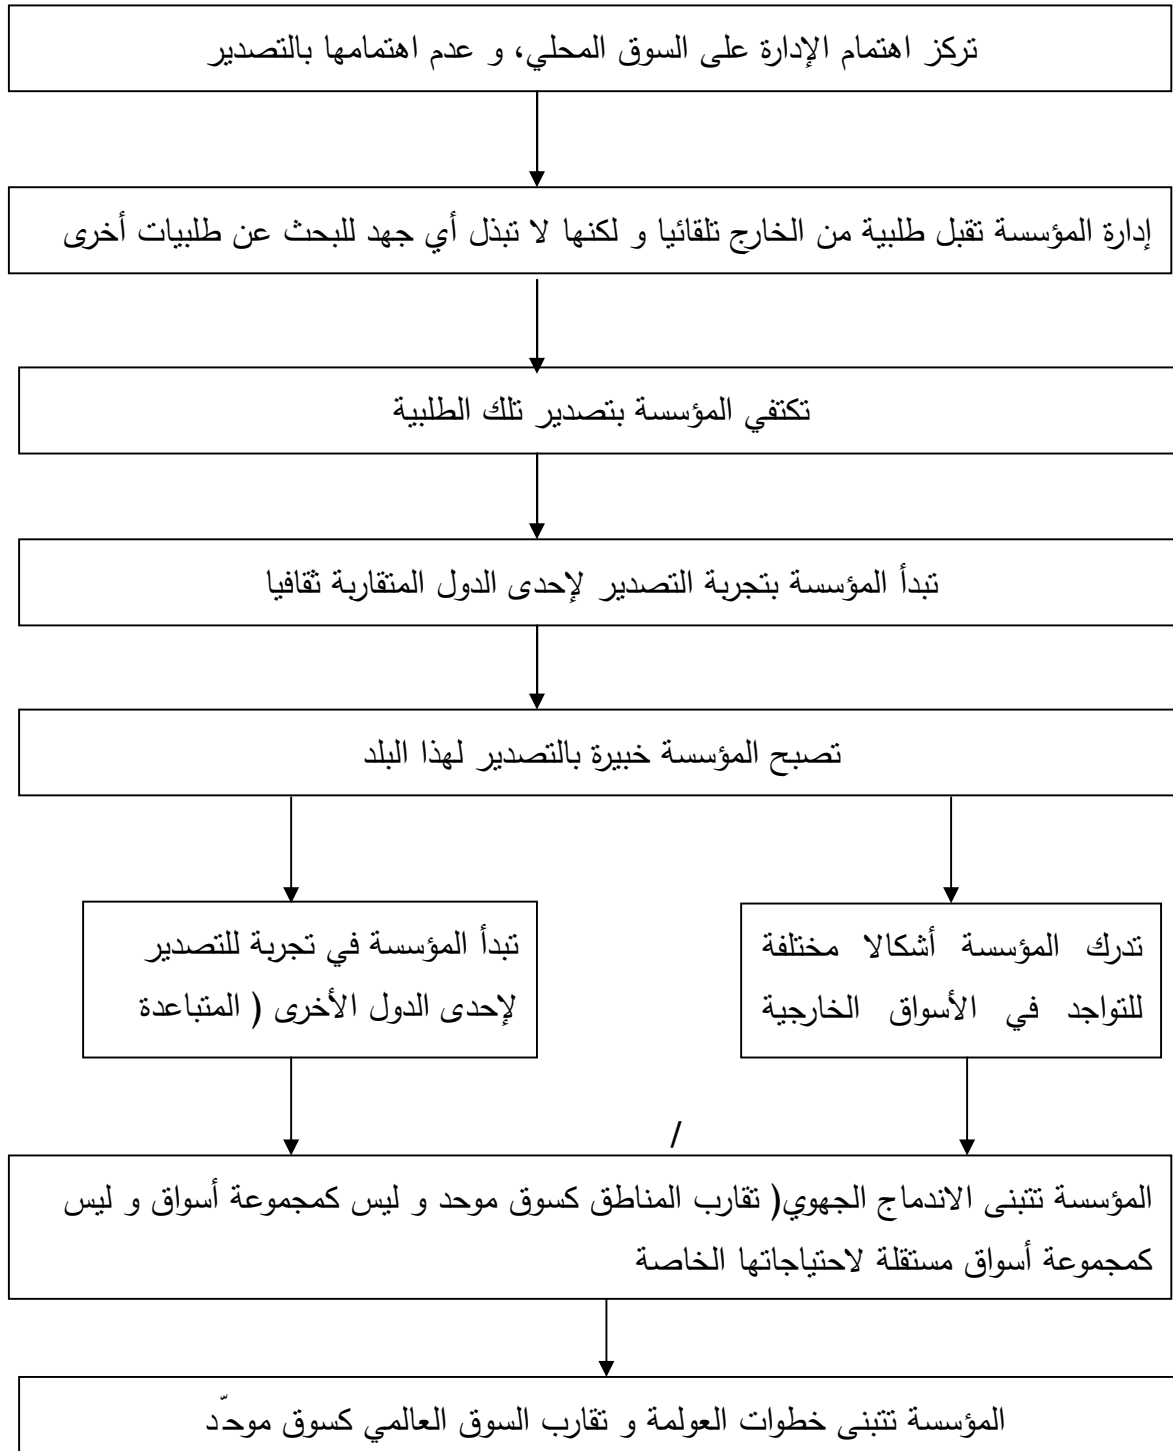 تركز اهتمام الإدارة على السوق المحلي، و عدم اهتمامها بالتصدير
إدارة المؤسسة تقبل طلبية من الخارج تلقائيا و لكنها لا تبذل أي جهد للبحث عن طلبيات أخرى
تكتفي المؤسسة بتصدير تلك الطلبية
تبدأ المؤسسة بتجربة التصدير لإحدى الدول المتقاربة ثقافيا
تصبح المؤسسة خبيرة بالتصدير لهذا البلد
تدرك المؤسسة أشكالا مختلفة
للتواجد في الأسواق الخارجية
تبدأ المؤسسة في تجربة للتصدير
لإحدى الدول الأخرى ( المتباعدة
/
المؤسسة تتبنى الاندماج الجهوي( تقارب المناطق كسوق موحد و ليس كمجموعة أسواق و ليس
كمجموعة أسواق مستقلة لاحتياجاتها الخاصة
المؤسسة تتبنى خطوات العولمة و تقارب السوق العالمي كسوق موحّد